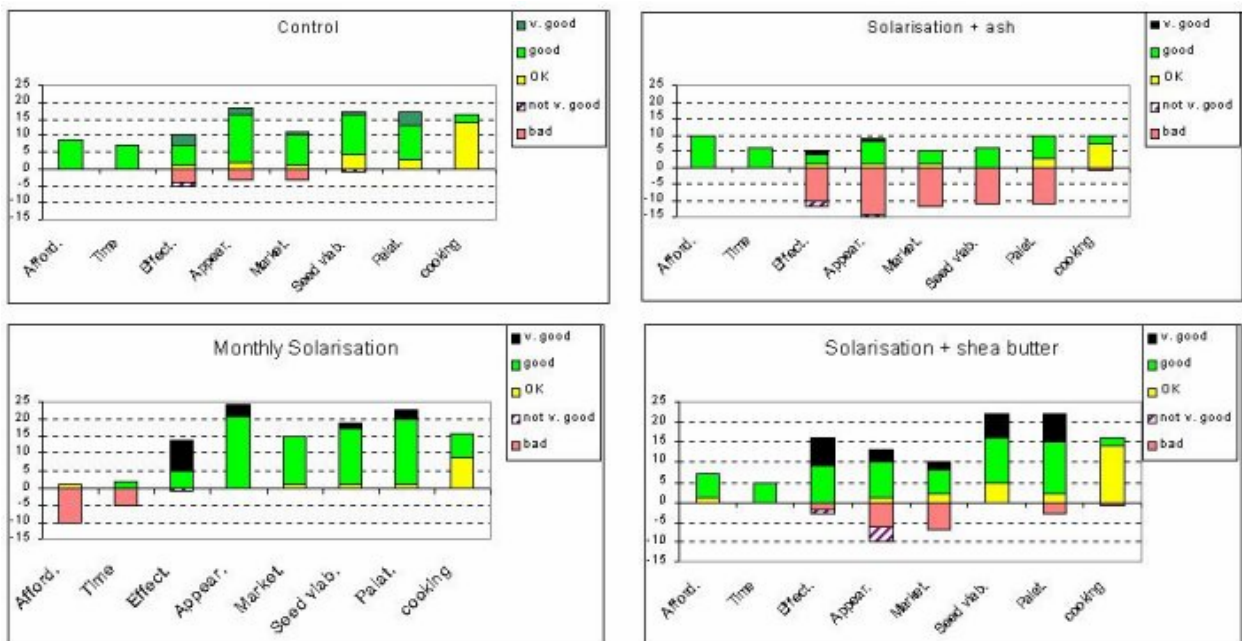 Control
v. good
good
OK
not v. good
bad
25
20
15
10
5
0
-5
-10
-15
Afford.
Time
Effect.
Appear.
Market.
Seed viab.
Palat.
cooking
Solarisation + ash
v. good
good
OK
not v. good
bad
25
20
15
10
5
0
-5
-10
-15
Afford.
Time
Effect.
Appear.
Market.
Seed viab.
Palat.
cooking
Monthly Solarisation
v. good
good
OK
not v. good
bad
25
20
15
10
5
0
-5
-10
-15
Afford.
Time
Effect.
Appear.
Market.
Seed viab.
Palat.
cooking
Solarisation + shea butter
v. good
good
OK
not v. good
bad
25
20
15
10
5
0
-5
-10
-15
Afford.
Time
Effect.
Appear.
Market.
Seed viab.
Palat.
cooking